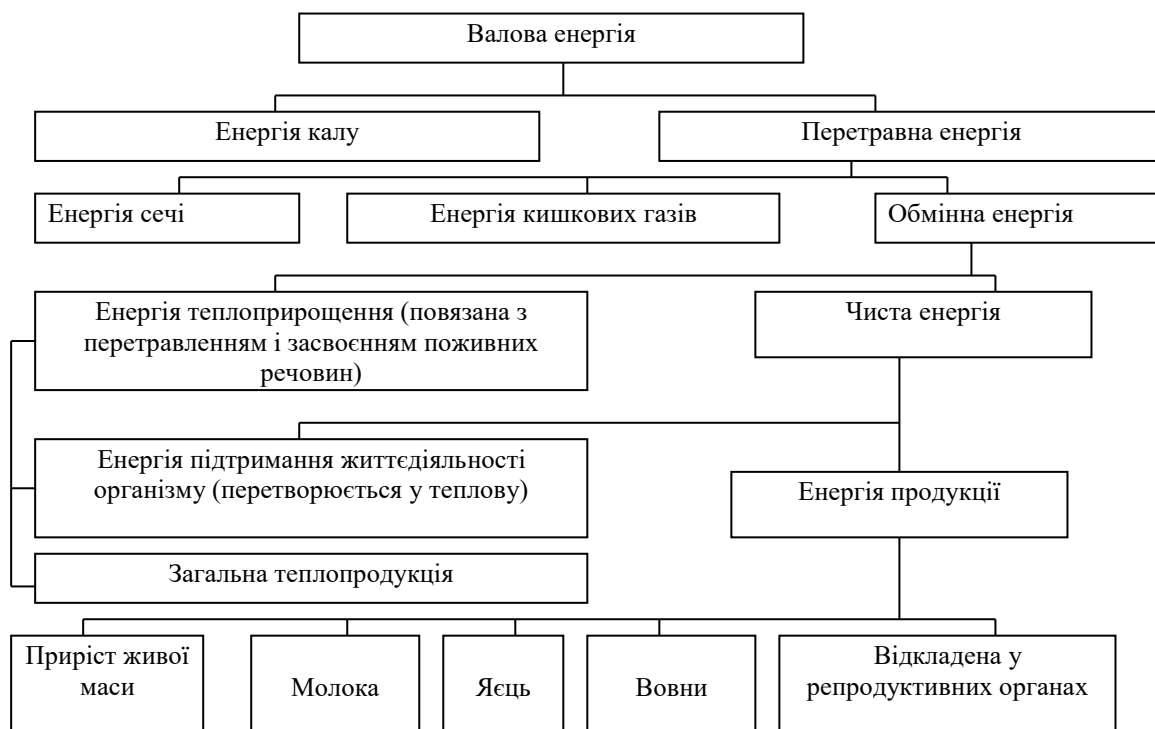 Валова енергія
Енергія калу
Перетравна енергія
Енергія сечі
Енергія кишкових газів
Обмінна енергія
Енергія теплоприрощення (повязана з
перетравленням і засвоєнням поживних
речовин)
Чиста енергія
Енергія підтримання життєдіяльності
організму (перетворюється у теплову)
Енергія продукції
Загальна теплопродукція
Приріст живої
маси
Молока
Яєць
Вовни
Відкладена у
репродуктивних органах